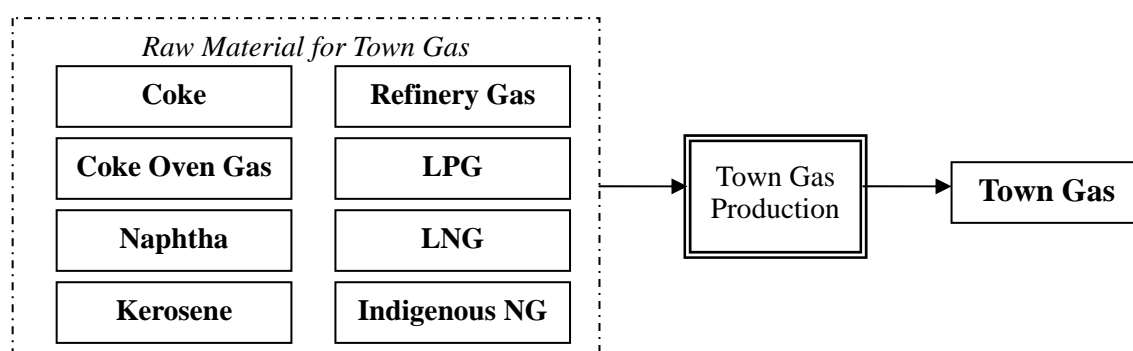 Raw Material for Town Gas
Coke
Refinery Gas
Coke Oven Gas
LPG
Naphtha
LNG
Kerosene
Indigenous NG
Town Gas
Production
Town Gas